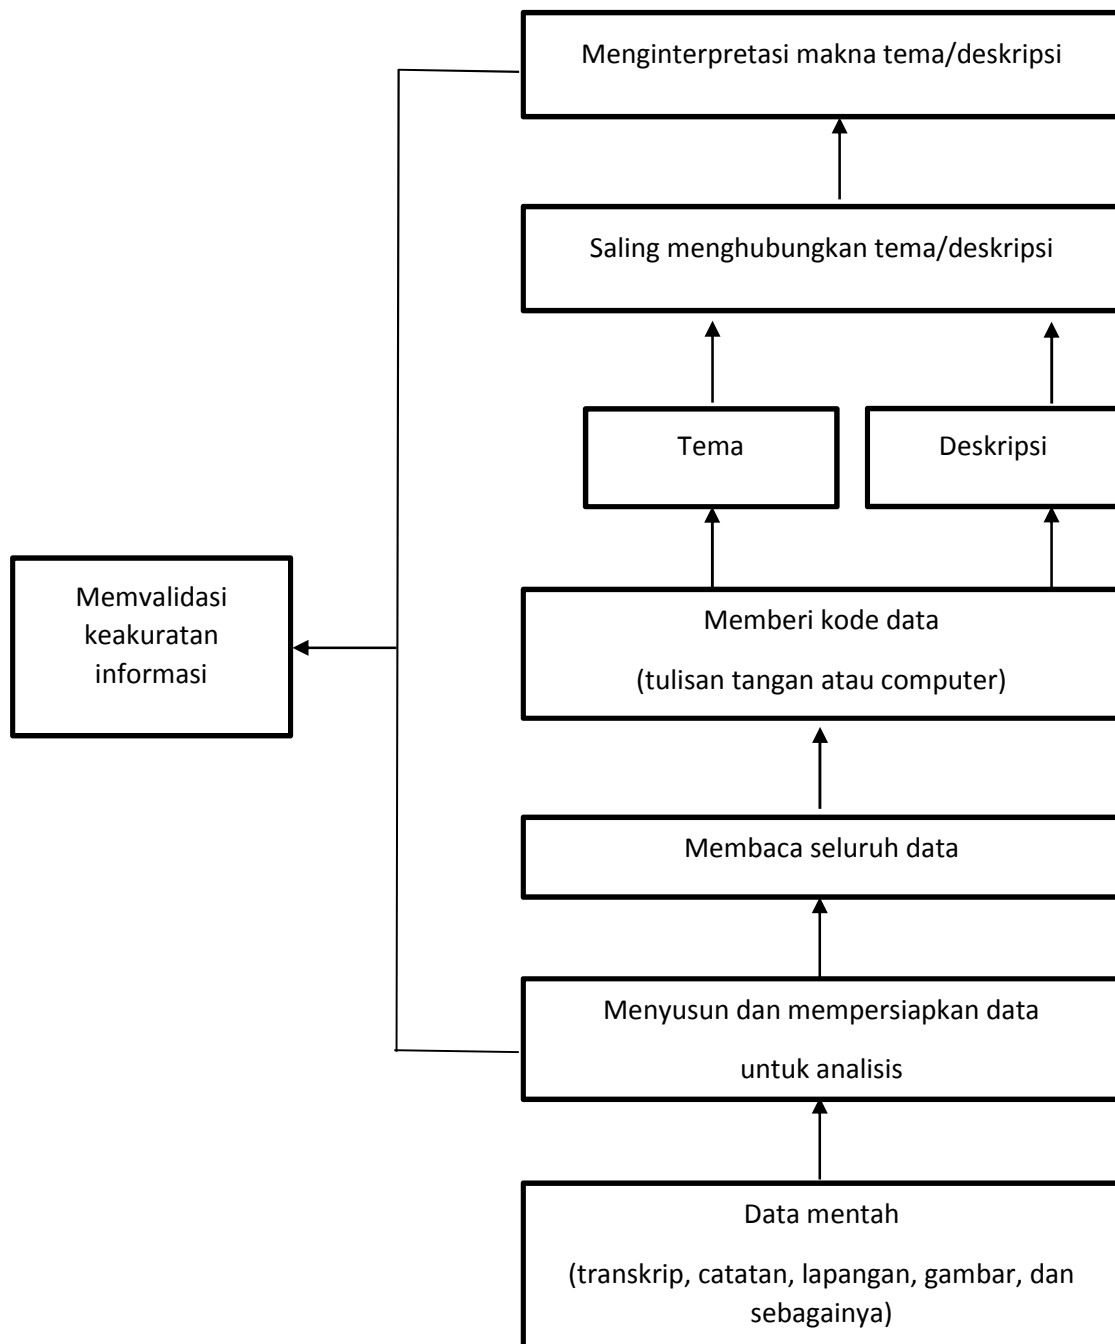 Menginterpretasi makna tema/deskripsi
Saling menghubungkan tema/deskripsi
Tema
Deskripsi
Memvalidasi
keakuratan
informasi
Memberi kode data
(tulisan tangan atau computer)
Membaca seluruh data
Menyusun dan mempersiapkan data
untuk analisis
Data mentah
(transkrip, catatan, lapangan, gambar, dan
sebagainya)